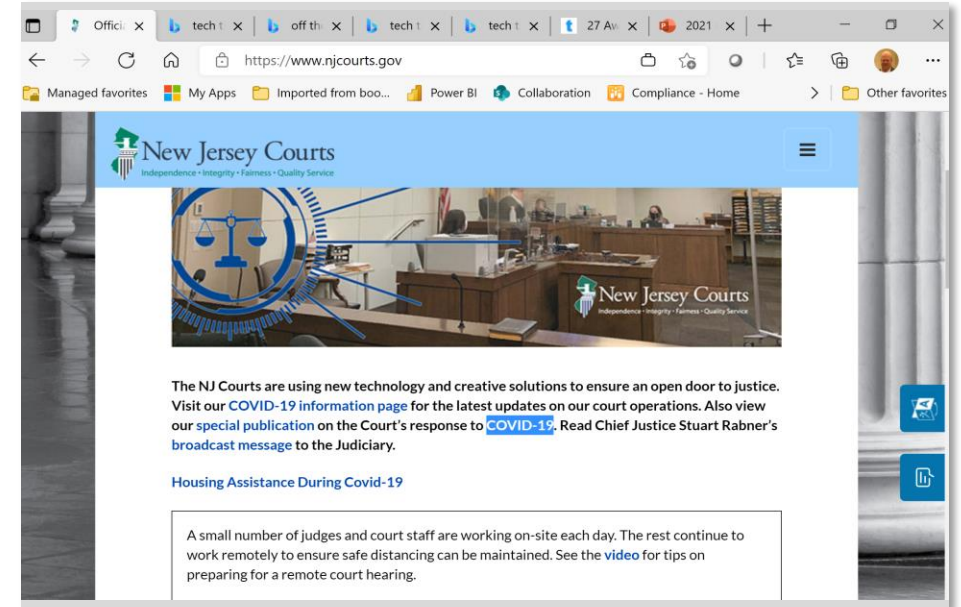 Officia
tech t
off th
tech t
tech t
27 Aw
2021
https://www.njcourts.gov
Managed favorites My Apps Imported from boo... Power BI Collaboration Compliance - Home Other favorites
New Jersey Courts
Independence • Integrity • Fairness • Quality Service
New Jersey Courts
Independence • Integrity • Fairness • Quality Service
The NJ Courts are using new technology and creative solutions to ensure an open door to justice.
Visit our COVID-19 information page for the latest updates on our court operations. Also view
our special publication on the Court's response to COVID-19. Read Chief Justice Stuart Rabner's
broadcast message to the Judiciary.
Housing Assistance During Covid-19
A small number of judges and court staff are working on-site each day. The rest continue to
work remotely to ensure safe distancing can be maintained. See the video for tips on
preparing for a remote court hearing.